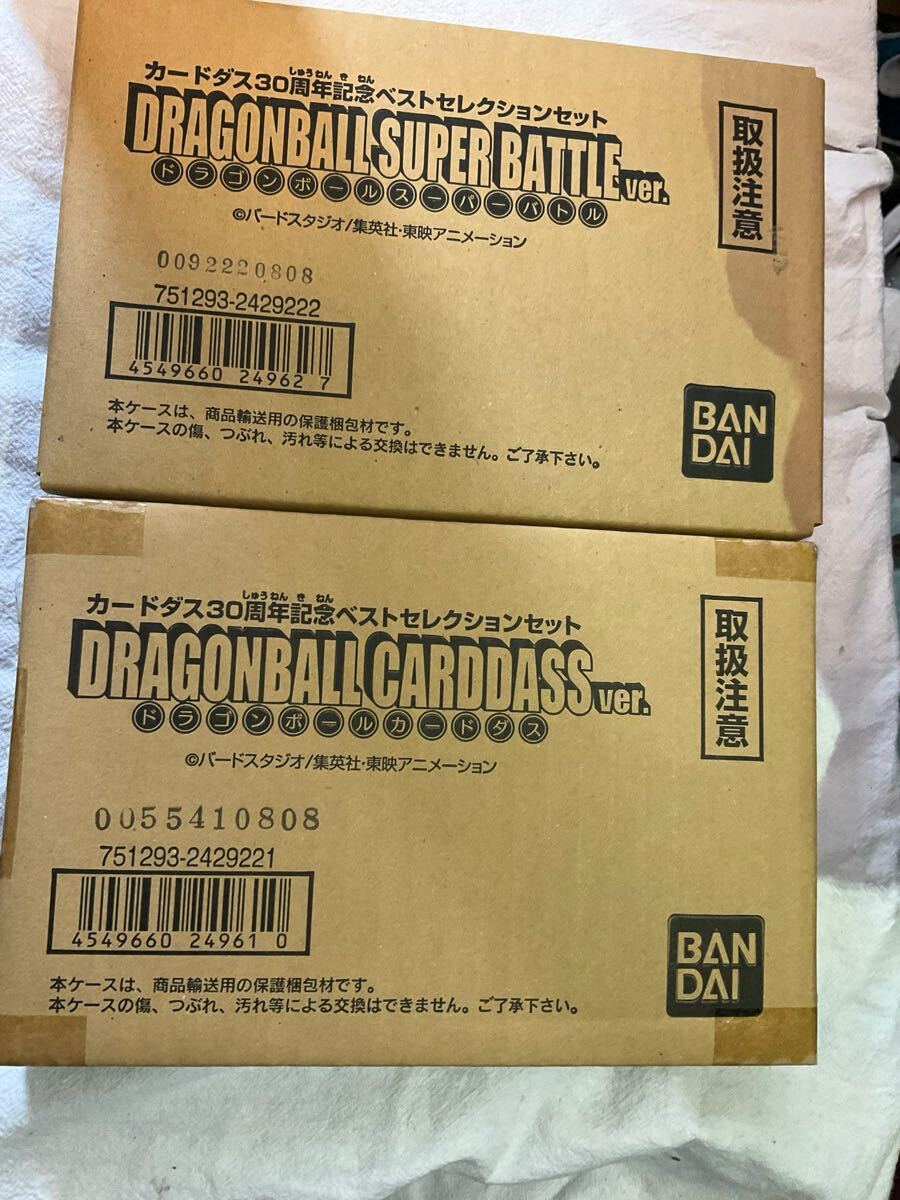 しゅうねん き ねん
カードダス30周年記念ベストセレクションセット
DRAGONBALL SUPER BATTLE ver.
ドラゴンボールスーパーバトル
©バードスタジオ/集英社・東映アニメーション
取扱注意
0092220808
751293-2429222
4549660 24962 7
本ケースは、商品輸送用の保護梱包材です。
本ケースの傷、つぶれ、汚れ等による交換はできません。ご了承下さい。
BAN
DAI
しゅうねん き ねん
カードダス30周年記念ベストセレクションセット
DRAGONBALL CARDDASS ver.
ドラゴンボールカードダス
©バードスタジオ/集英社・東映アニメーション
取扱注意
0055410808
751293-2429221
4549660 24961 0
本ケースは、商品輸送用の保護梱包材です。
本ケースの傷、つぶれ、汚れ等による交換はできません。ご了承下さい。
BAN
DAI